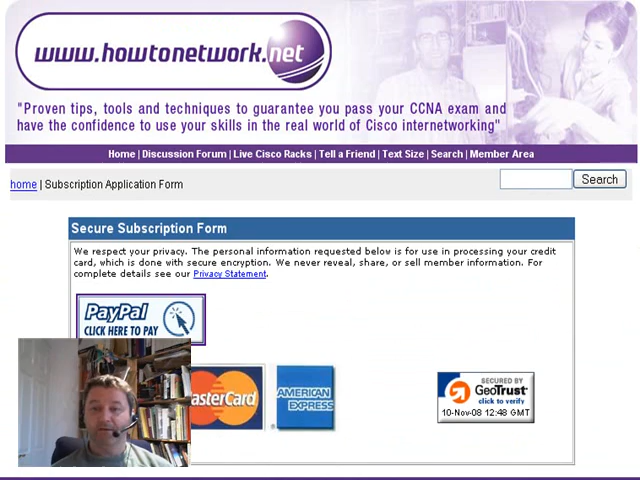 www.howtonetwork.net
"Proven tips, tools and techniques to guarantee you pass your CCNA exam and
have the confidence to use your skills in the real world of Cisco internetworking"
Home | Discussion Forum | Live Cisco Racks | Tell a Friend | Text Size | Search | Member Area
home | Subscription Application Form
Search
Secure Subscription Form
We respect your privacy. The personal information requested below is for use in processing your credit
card, which is done with secure encryption. We never reveal, share, or sell member information. For
complete details see our Privacy Statement.
PayPal
CLICK HERE TO PAY
asterCard
AMERICAN
EXPRESS
SECURED BY
GeoTrust
click to verify
10-Nov-08 12:48 GMT